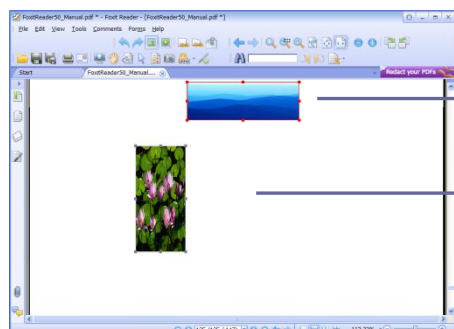 FoxitReader50_Manual.pdf * - Foxit Reader - [FoxitReader50_Manual.pdf *]
File Edit View Tools Comments Forms Help
Start
FoxitReader50_Manual....
Redact your PDFs